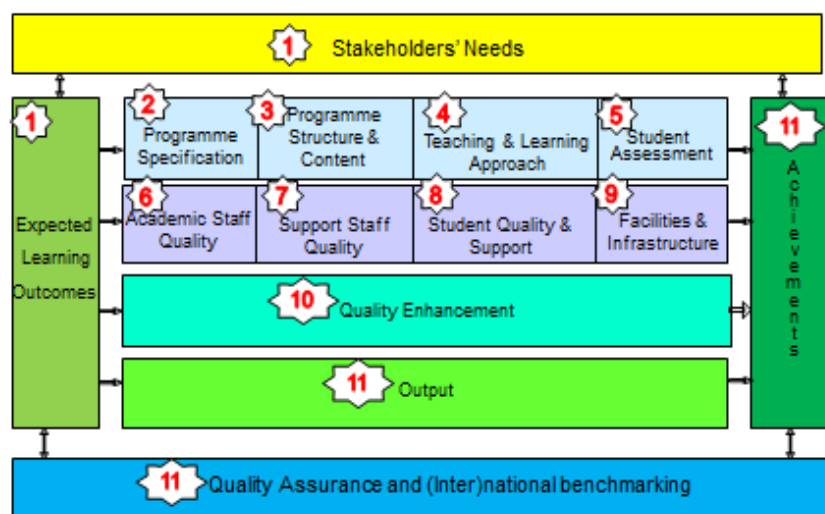 1 Stakeholders' Needs
1
Expected
Learning
Outcomes
2
Programme
Specification
3
Programme
Structure &
Content
4
Teaching & Learning
Approach
5
Student
Assessment
6
Academic Staff
Quality
7
Support Staff
Quality
8
Student Quality &
Support
9
Facilities &
Infrastructure
10 Quality Enhancement
11 Output
11
Achievements
11 Quality Assurance and (Inter)national benchmarking